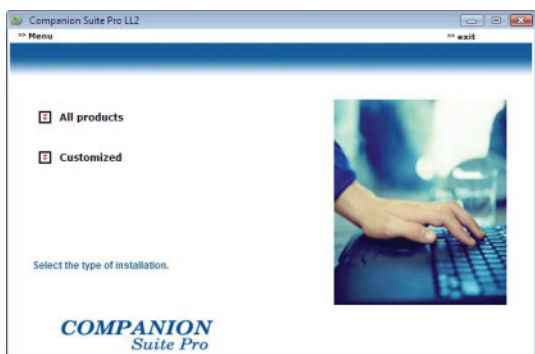 Companion Suite Pro LL2
>> Menu
>> exit
All products
Customized
Select the type of installation.
COMPANION
Suite Pro